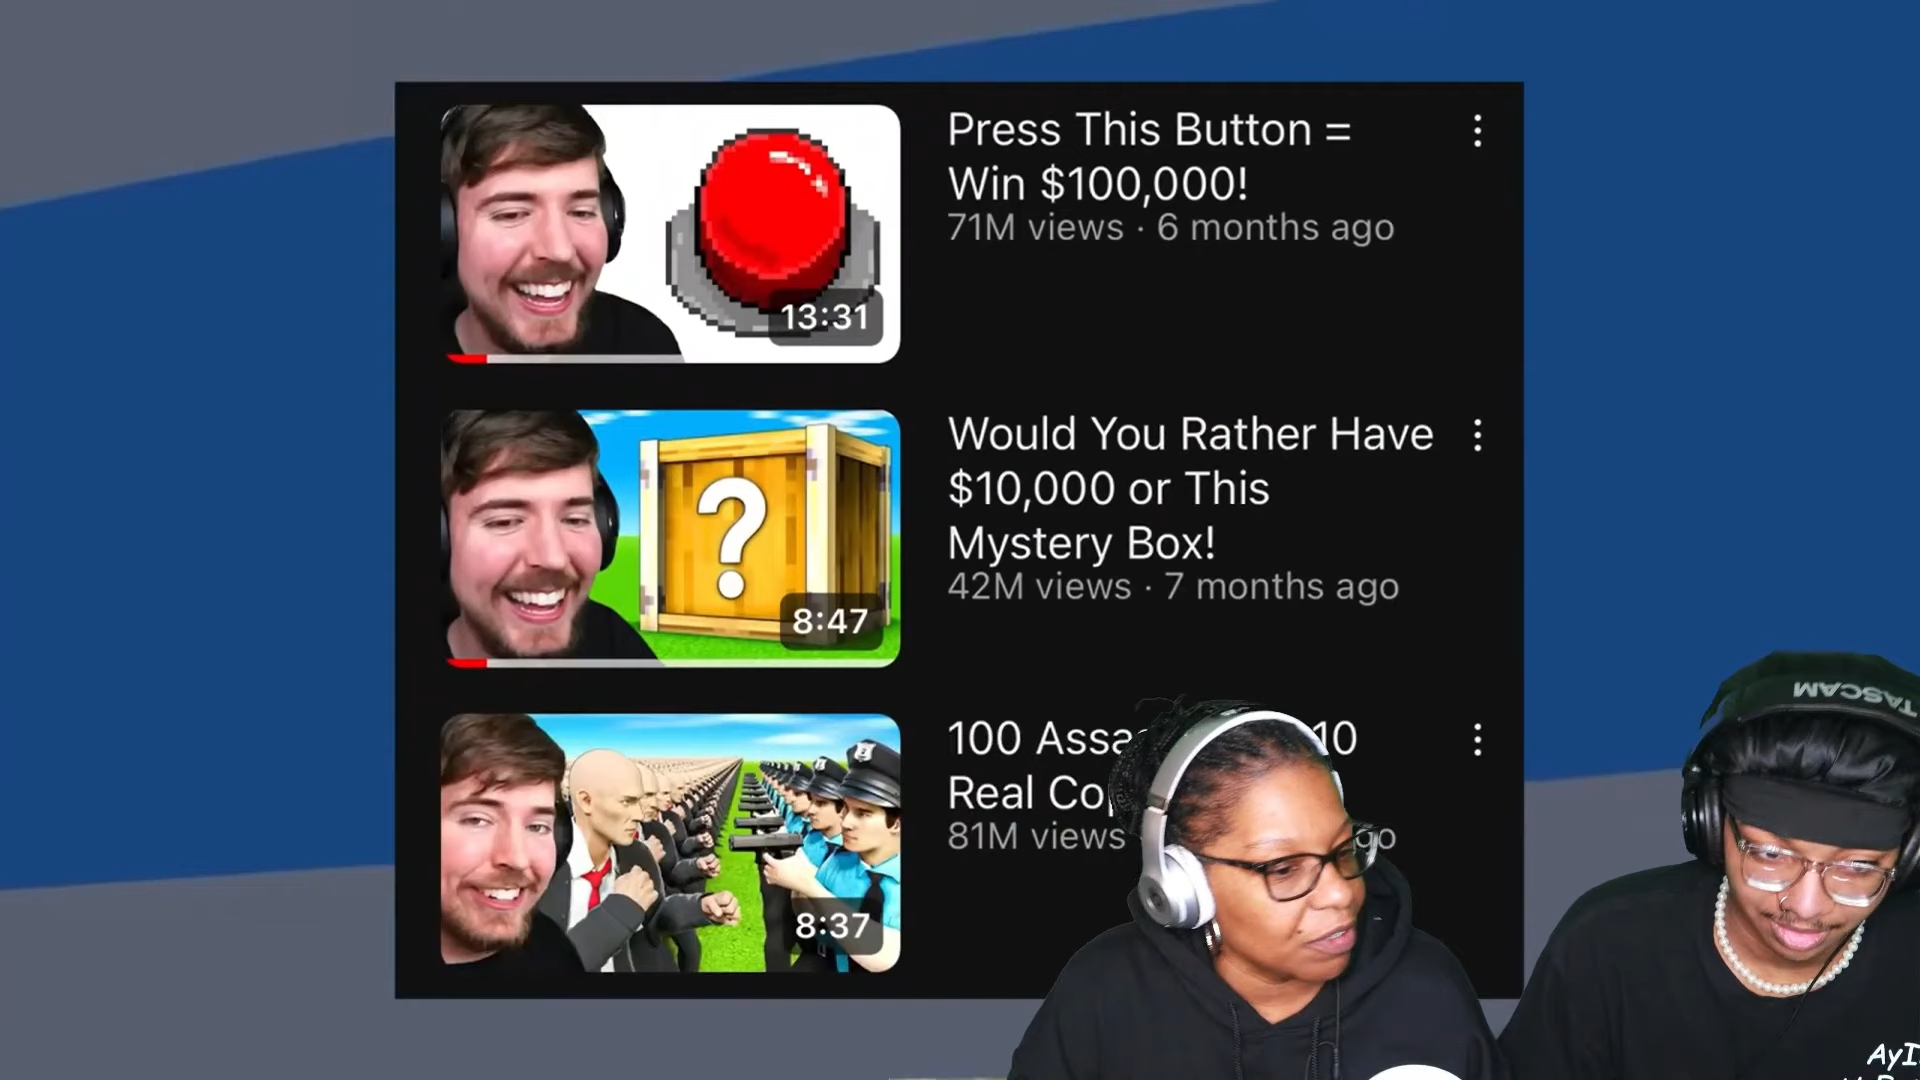 Press This Button =
Win $100,000!
71M views · 6 months ago
13:31
Would You Rather Have
$10,000 or This
Mystery Box!
42M views · 7 months ago
?
8:47
100 10
Real
81M views
8:37
TASCAM